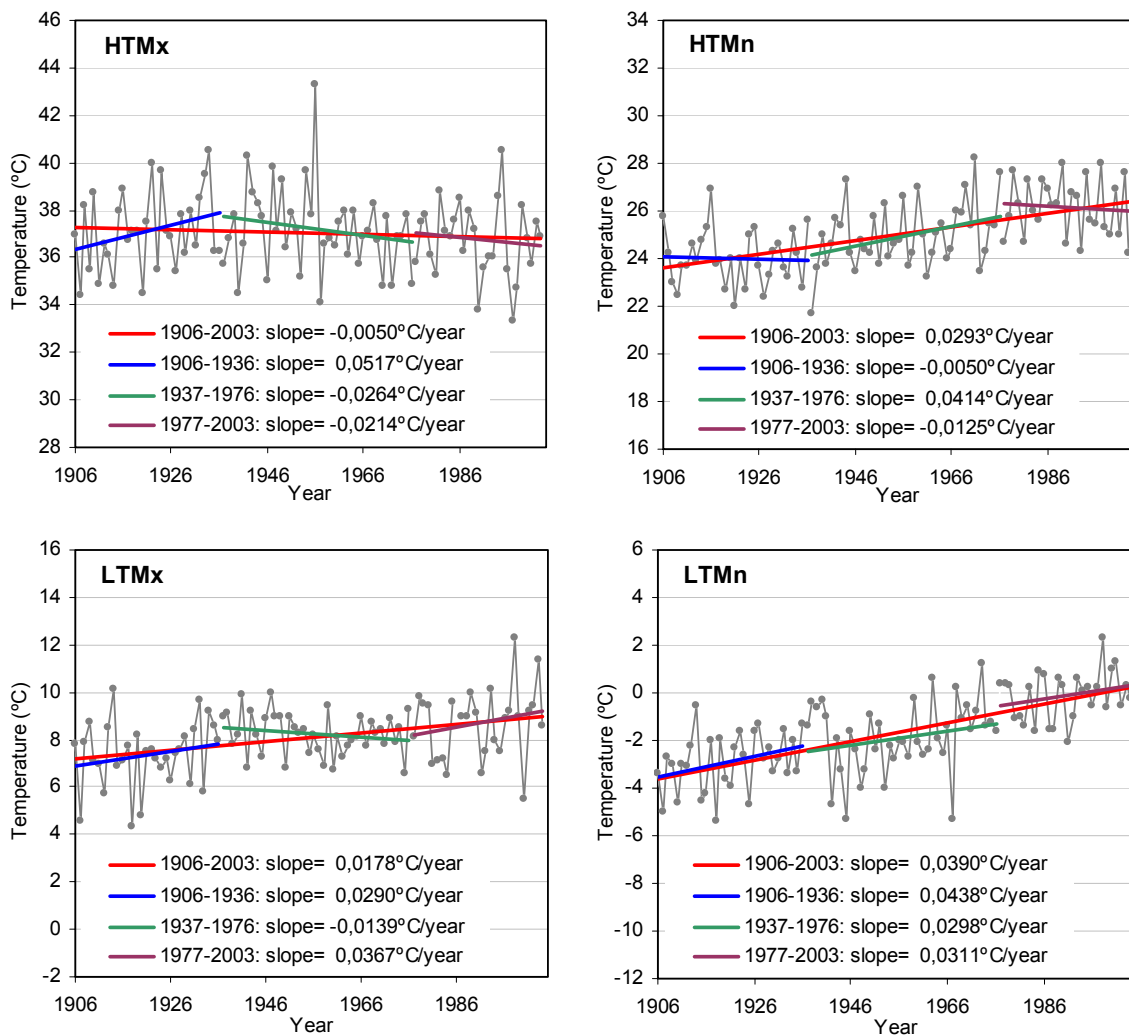 HTMx
Temperature (ºC)
46
44
42
40
38
36
34
32
30
28
1906-2003: slope= -0,0050ºC/year
1906-1936: slope= 0,0517ºC/year
1937-1976: slope= -0,0264ºC/year
1977-2003: slope= -0,0214ºC/year
1906 1926 1946 1966 1986
Year
HTMn
Temperature (ºC)
34
32
30
28
26
24
22
20
18
16
1906-2003: slope= 0,0293ºC/year
1906-1936: slope= -0,0050ºC/year
1937-1976: slope= 0,0414ºC/year
1977-2003: slope= -0,0125ºC/year
1906 1926 1946 1966 1986
Year
LTMx
Temperature (ºC)
16
14
12
10
8
6
4
2
0
-2
1906-2003: slope= 0,0178ºC/year
1906-1936: slope= 0,0290ºC/year
1937-1976: slope= -0,0139ºC/year
1977-2003: slope= 0,0367ºC/year
1906 1926 1946 1966 1986
Year
LTMn
Temperature (ºC)
6
4
2
0
-2
-4
-6
-8
-10
-12
1906-2003: slope= 0,0390ºC/year
1906-1936: slope= 0,0438ºC/year
1937-1976: slope= 0,0298ºC/year
1977-2003: slope= 0,0311ºC/year
1906 1926 1946 1966 1986
Year